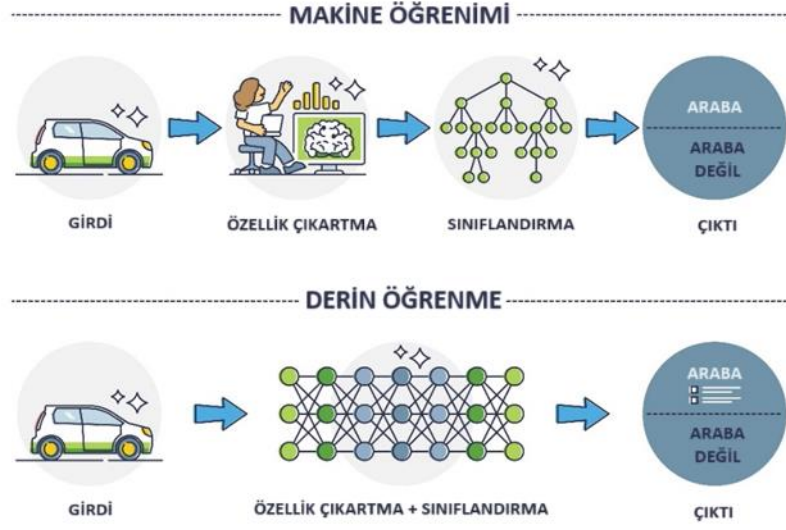 MAKİNE ÖĞRENİMİ
ARABA
ARABA
DEĞİL
GİRDİ
ÖZELLİK ÇIKARTMA
SINIFLANDIRMA
ÇIKTI
DERİN ÖĞRENME
ARABA
ARABA
DEĞİL
GİRDİ
ÖZELLİK ÇIKARTMA + SINIFLANDIRMA
ÇIKTI